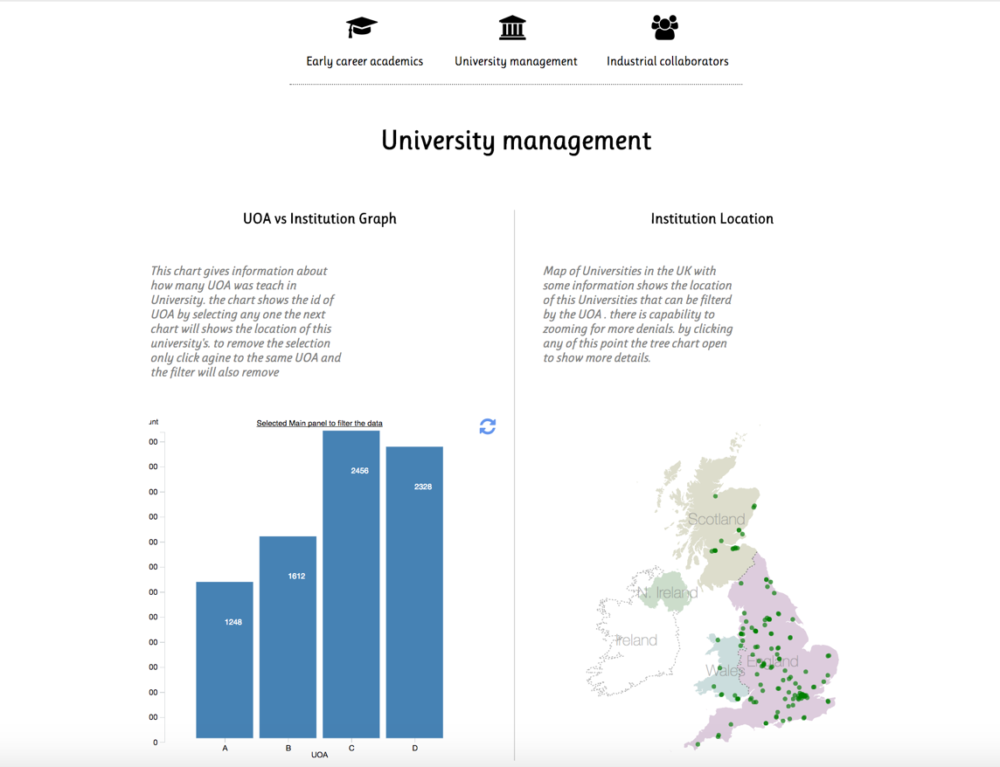 Early career academics
University management
Industrial collaborators
University management
UOA vs Institution Graph
This chart gives information about
how many UOA was teach in
University. the chart shows the id of
UOA by selecting any one the next
chart will shows the location of this
university's. to remove the selection
only click agine to the same UOA and
the filter will also remove
unt
Selected Main panel to filter the data
00
00
00
00
00
00
00
00
00
00
00
00
0
2456
2328
1612
1248
A
B
C
D
UOA
Institution Location
Map of Universities in the UK with
some information shows the location
of this Universities that can be filterd
by the UOA . there is capability to
zooming for more denials. by clicking
any of this point the tree chart open
to show more details.
Scotland
N. Ireland
Ireland
England
Wales